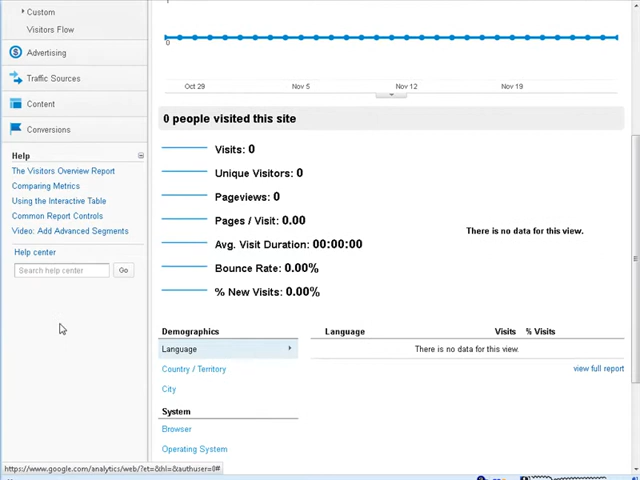 Custom
Visitors Flow
Advertising
Traffic Sources
Content
Conversions
Help
The Visitors Overview Report
Comparing Metrics
Using the Interactive Table
Common Report Controls
Video: Add Advanced Segments
Help center
Search help center
Go
0
Oct 29
Nov 5
Nov 12
Nov 19
0 people visited this site
Visits: 0
Unique Visitors: 0
Pageviews: 0
Pages / Visit: 0.00
Avg. Visit Duration: 00:00:00
Bounce Rate: 0.00%
% New Visits: 0.00%
There is no data for this view.
Demographics
Language
Country / Territory
City
System
Browser
Operating System
Language
Visits
% Visits
There is no data for this view.
view full report
https://www.google.com/analytics/web/?et=&hl=&authuser=0#